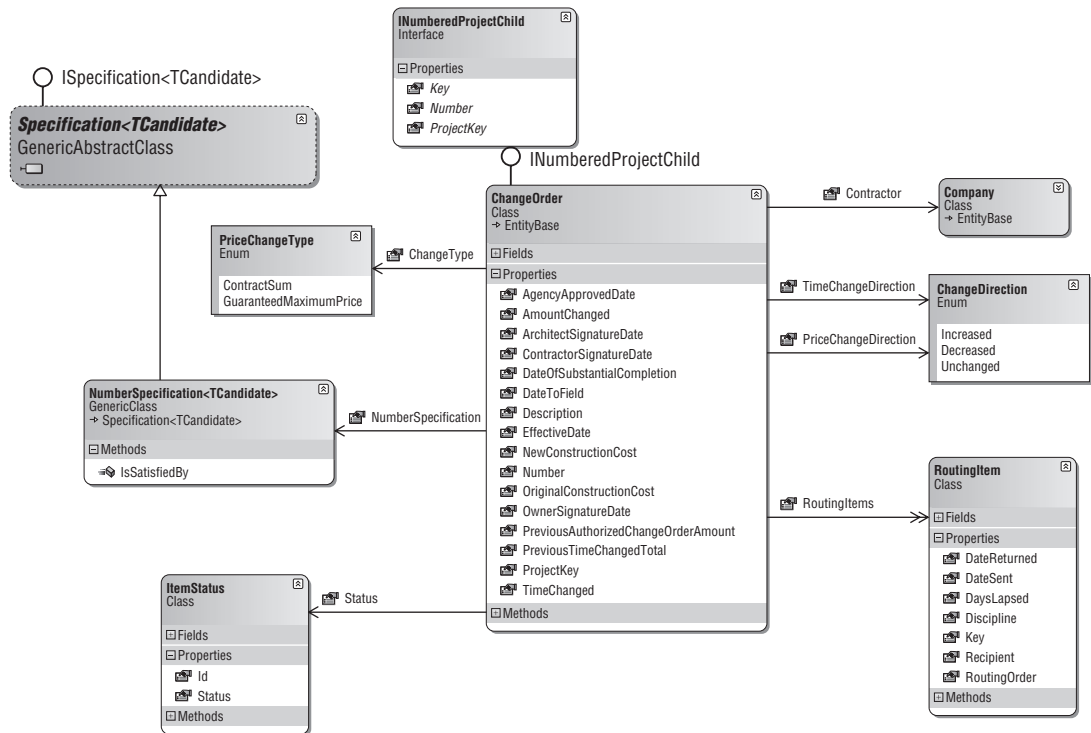 INumberedProjectChild
Interface
Properties
Key
Number
ProjectKey
ISpecification<TCandidate>
Specification<TCandidate>
GenericAbstractClass
INumberedProjectChild
ChangeOrder
Class
EntityBase
Fields
Properties
AgencyApprovedDate
AmountChanged
ArchitectSignatureDate
ContractorSignatureDate
DateOfSubstantialCompletion
DateToField
Description
EffectiveDate
NewConstructionCost
Number
OriginalConstructionCost
OwnerSignatureDate
PreviousAuthorizedChangeOrderAmount
PreviousTimeChangedTotal
ProjectKey
TimeChanged
Methods
Contractor
Company
Class
EntityBase
PriceChangeType
Enum
ContractSum
GuaranteedMaximumPrice
ChangeType
TimeChangeDirection
PriceChangeDirection
ChangeDirection
Enum
Increased
Decreased
Unchanged
NumberSpecification<TCandidate>
GenericClass
Specification<TCandidate>
Methods
IsSatisfiedBy
NumberSpecification
RoutingItems
RoutingItem
Class
Fields
Properties
DateReturned
DateSent
DaysLapsed
Discipline
Key
Recipient
RoutingOrder
Methods
ItemStatus
Class
Fields
Properties
Id
Status
Methods
Status